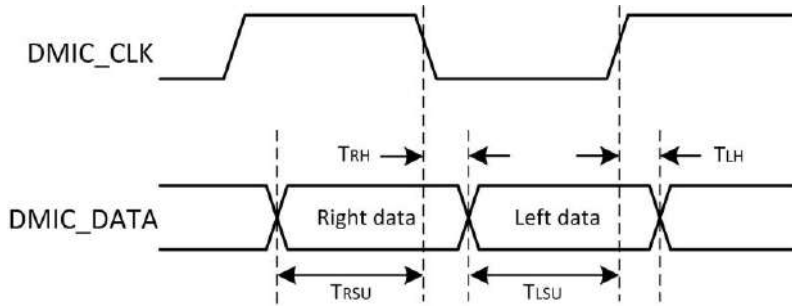 DMIC_CLK
TRH
TLH
DMIC_DATA
Right data
Left data
TRSU
TLSU